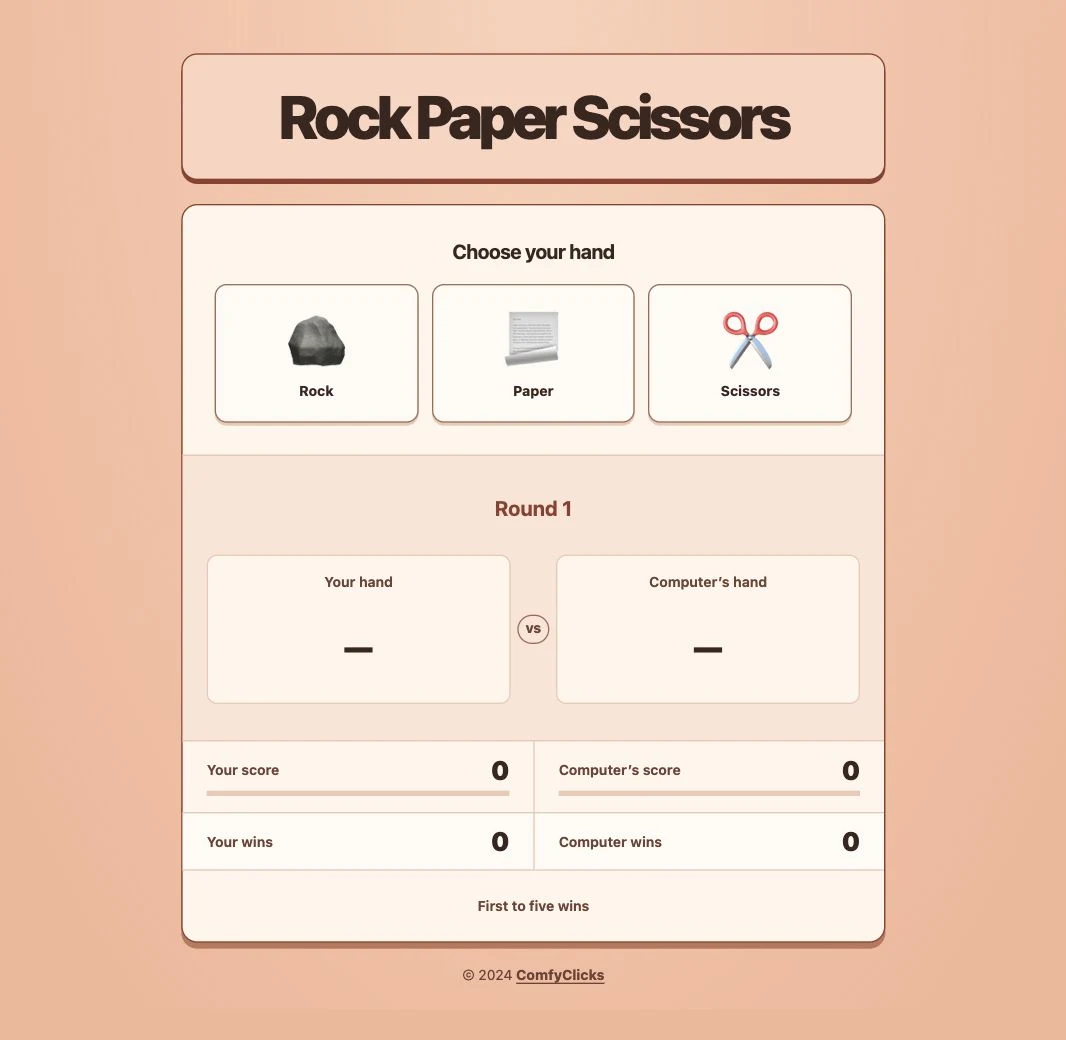 Rock Paper Scissors
Choose your hand
Rock
Paper
Scissors
Round 1
Your hand
–
vs
Computer’s hand
–
Your score 0
Computer’s score 0
Your wins 0
Computer wins 0
First to five wins
© 2024 ComfyClicks